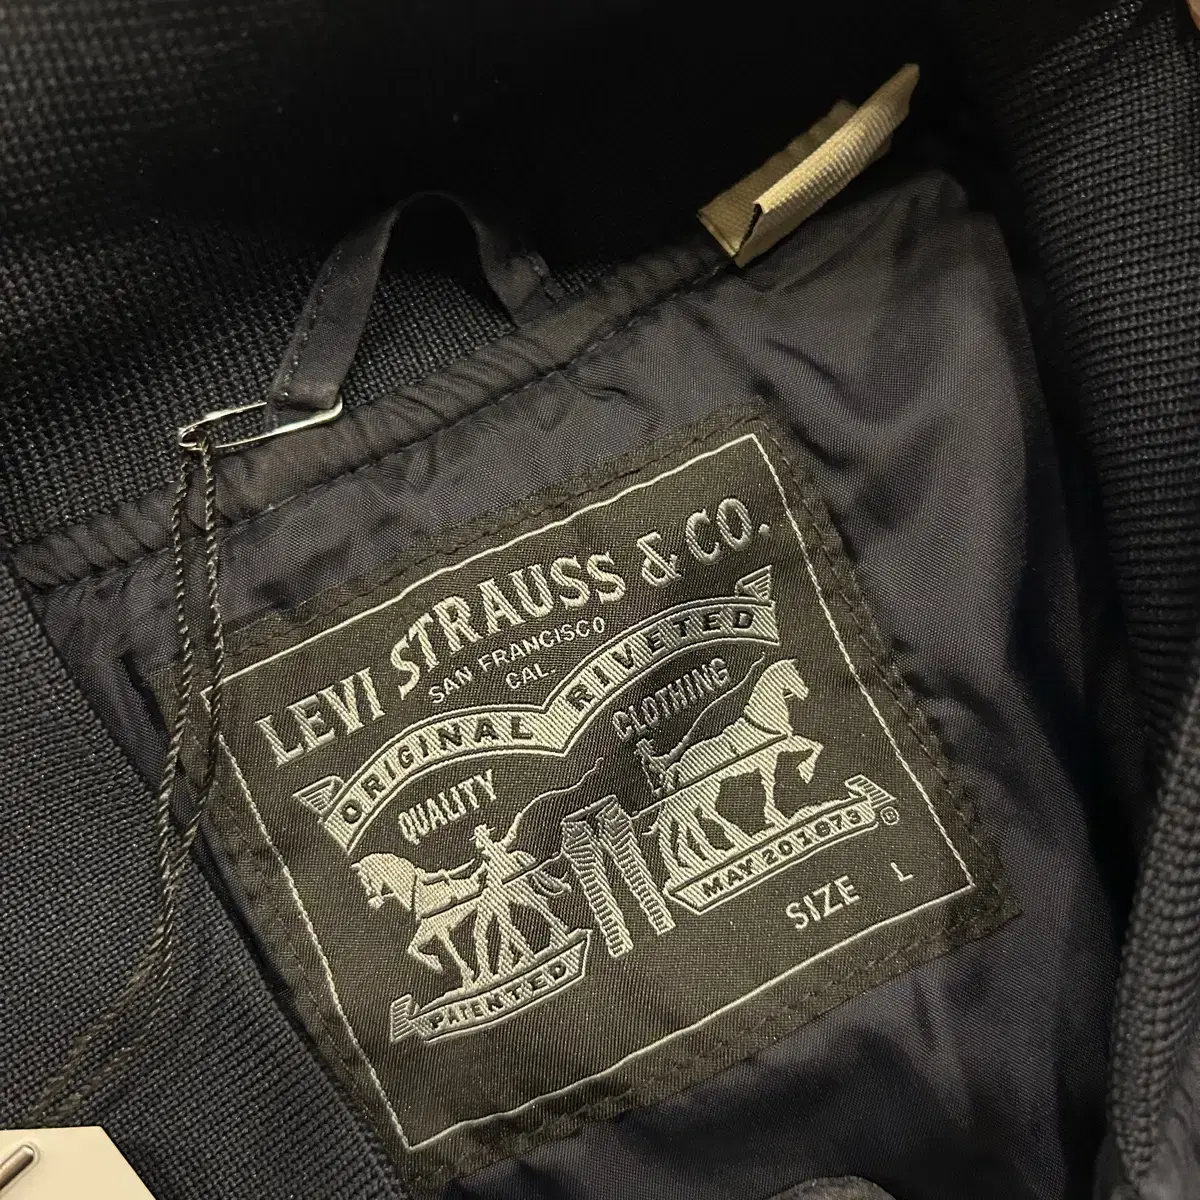 LEVI STRAUSS & CO.
SAN FRANCISCO
CAL.
ORIGINAL RIVETED
QUALITY CLOTHING
PATENTED
MAY 20 1873 ®
SIZE L